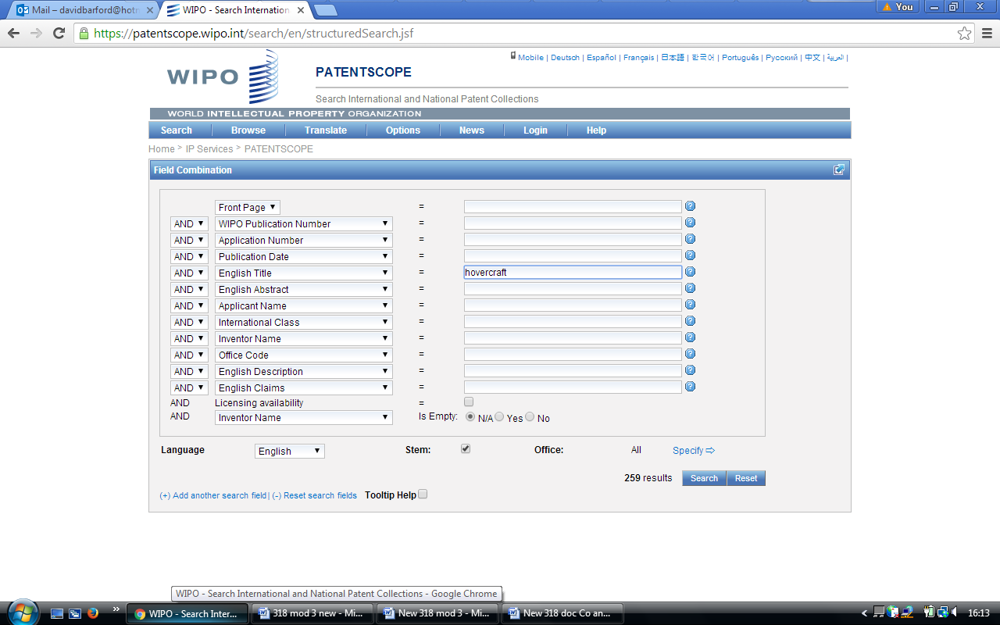 Mail – davidbarford@hotm
WIPO - Search Internation
You
https://patentscope.wipo.int/search/en/structuredSearch.jsf
WIPO
Mobile | Deutsch | Español | Français | 日本語 | 한국어 | Português | Русский | 中文 | العربية |
PATENTSCOPE
Search International and National Patent Collections
WORLD INTELLECTUAL PROPERTY ORGANIZATION
Search Browse Translate Options News Login Help
Home > IP Services > PATENTSCOPE
Field Combination
Front Page =
AND WIPO Publication Number =
AND Application Number =
AND Publication Date =
AND English Title = hovercraft
AND English Abstract =
AND Applicant Name =
AND International Class =
AND Inventor Name =
AND Office Code =
AND English Description =
AND English Claims =
AND Licensing availability =
AND Inventor Name Is Empty: N/A Yes No
Language English Stem: Office: All Specify
259 results Search Reset
(+) Add another search field | (-) Reset search fields Tooltip Help
WIPO - Search International and National Patent Collections - Google Chrome
WIPO - Search Inter... 318 mod 3 new - Mi... New 318 mod 3 - Mi... New 318 doc Co an... 16:13